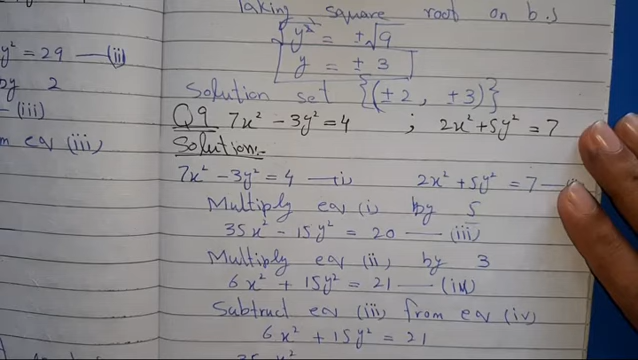 Taking square root on b.s
√y² = ±√9
y = ± 3
Solution set {(±2, ±3)}
y² = 29 —(ii)
by 2
—(iii)
eq (iii)
Q9 7x² - 3y² = 4 ; 2x² + 5y² = 7
Solution:-
7x² - 3y² = 4 —(i) 2x² + 5y² = 7 —
Multiply eq (i) by 5
35x² - 15y² = 20 —(iii)
Multiply eq (ii) by 3
6x² + 15y² = 21 —(iv)
Subtract eq (iii) from eq (iv)
6x² + 15y² = 21
35x²